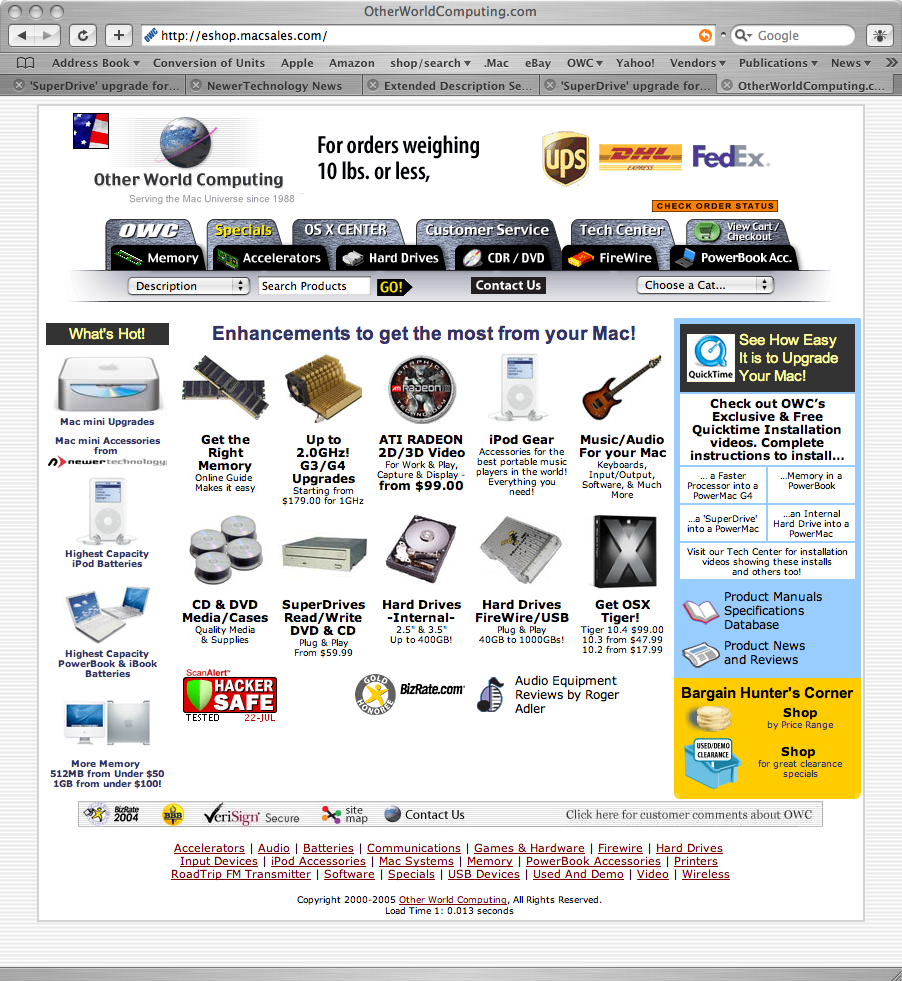 OtherWorldComputing.com
http://eshop.macsales.com/
Google
Address Book Conversion of Units Apple Amazon shop/search .Mac eBay OWC Yahoo! Vendors Publications News
'SuperDrive' upgrade for... NewerTechnology News Extended Description Se... 'SuperDrive' upgrade for... OtherWorldComputing.c...
Other World Computing
Serving the Mac Universe since 1988
For orders weighing
10 lbs. or less,
ups
DHL
EXPRESS
FedEx
CHECK ORDER STATUS
OWC Specials OS X CENTER Customer Service Tech Center View Cart /
Checkout
Memory Accelerators Hard Drives CDR / DVD FireWire PowerBook Acc.
Description Search Products GO! Contact Us Choose a Cat...
What's Hot!
Mac mini Upgrades
Mac mini Accessories
from
newertechnology
Highest Capacity
iPod Batteries
Highest Capacity
PowerBook & iBook
Batteries
More Memory
512MB from Under $50
1GB from under $100!
Enhancements to get the most from your Mac!
Get the
Right
Memory
Online Guide
Makes it easy
Up to
2.0GHz!
G3/G4
Upgrades
Starting from
$179.00 for 1GHz
GRAPHICS
ATI RADEON
TECHNOLOGY
ATI RADEON
2D/3D Video
For Work & Play,
Capture & Display -
from $99.00
iPod Gear
Accessories for the
best portable music
players in the world!
Everything you
need!
Music/Audio
For your Mac
Keyboards,
Input/Output,
Software, & Much
More
CD & DVD
Media/Cases
Quality Media
& Supplies
SuperDrives
Read/Write
DVD & CD
Plug & Play
From $59.99
Hard Drives
-Internal-
2.5" & 3.5"
Up to 400GB!
Hard Drives
FireWire/USB
Plug & Play
40GB to 1000GBs!
X
Get OSX
Tiger!
Tiger 10.4 $99.00
10.3 from $47.99
10.2 from $17.99
ScanAlert™
HACKER
SAFE
TESTED 22-JUL
GOLD
HONOREE
BizRate.com®
Audio Equipment
Reviews by Roger
Adler
QuickTime
See How Easy
It is to Upgrade
Your Mac!
Check out OWC's
Exclusive & Free
Quicktime Installation
videos. Complete
instructions to install...
... a Faster
Processor into a
PowerMac G4
...Memory in a
PowerBook
...a 'SuperDrive'
into a PowerMac
...an Internal
Hard Drive into a
PowerMac
Visit our Tech Center for installation
videos showing these installs
and others too!
Product Manuals
Specifications
Database
Product News
and Reviews
Bargain Hunter's Corner
Shop
by Price Range
USED/DEMO
CLEARANCE
Shop
for great clearance
specials
BizRate
2004
BBB
VeriSign Secure
site
map
Contact Us
Click here for customer comments about OWC
Accelerators | Audio | Batteries | Communications | Games & Hardware | Firewire | Hard Drives
Input Devices | iPod Accessories | Mac Systems | Memory | PowerBook Accessories | Printers
RoadTrip FM Transmitter | Software | Specials | USB Devices | Used And Demo | Video | Wireless
Copyright 2000-2005 Other World Computing, All Rights Reserved.
Load Time 1: 0.013 seconds